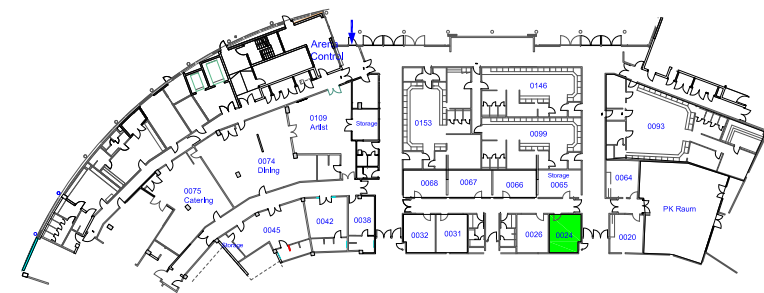 Arena
Control
0146
0109
Artist
Storage
0153
0093
0099
0074
Dining
Storage
0068
0067
0066
0065
0064
0075
Catering
PK Raum
0042
0038
0045
0032
0031
0026
0024
0020
Storage